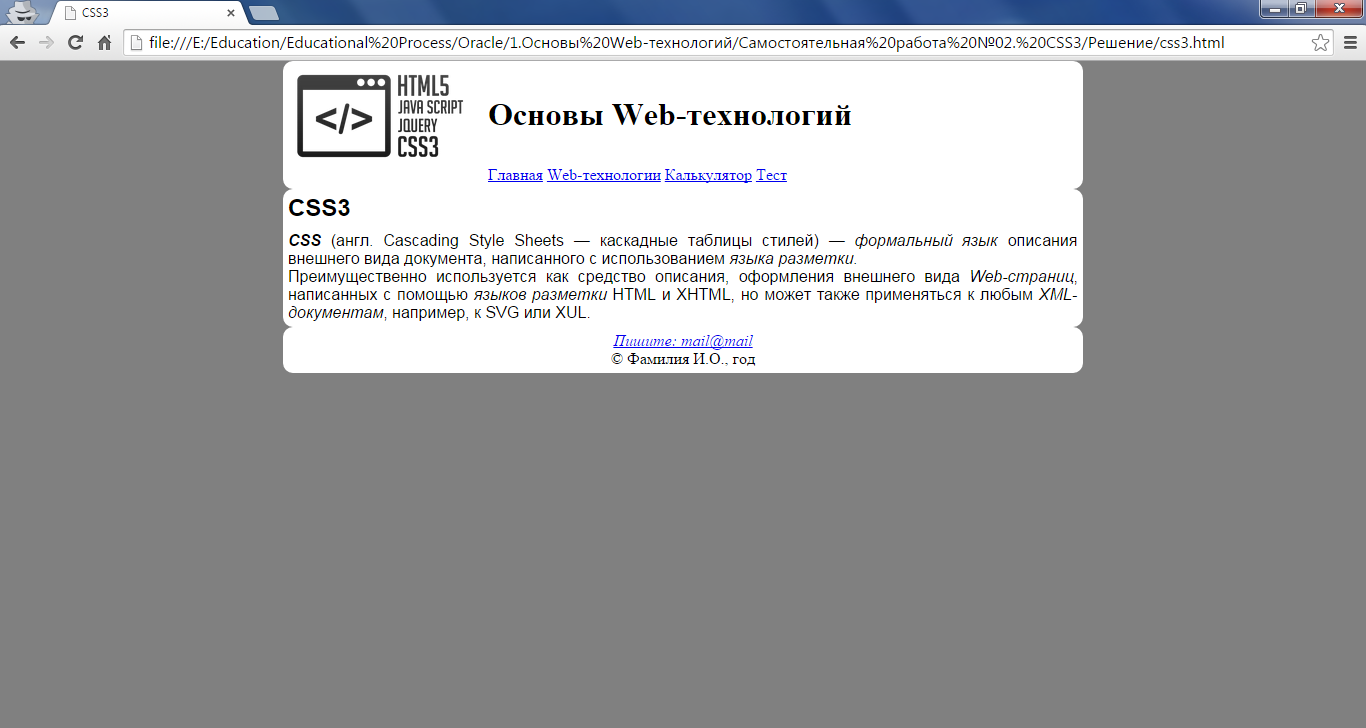 CSS3
file:///E:/Education/Educational%20Process/Oracle/1.Основы%20Web-технологий/Самостоятельная%20работа%20№02.%20CSS3/Решение/css3.html
</>
HTML5
JAVA SCRIPT
JQUERY
CSS3
Основы Web-технологий
Главная Web-технологии Калькулятор Тест
CSS3
CSS (англ. Cascading Style Sheets — каскадные таблицы стилей) — формальный язык описания
внешнего вида документа, написанного с использованием языка разметки.
Преимущественно используется как средство описания, оформления внешнего вида Web-страниц,
написанных с помощью языков разметки HTML и XHTML, но может также применяться к любым XML-
документам, например, к SVG или XUL.
Пишите: mail@mail
© Фамилия И.О., год